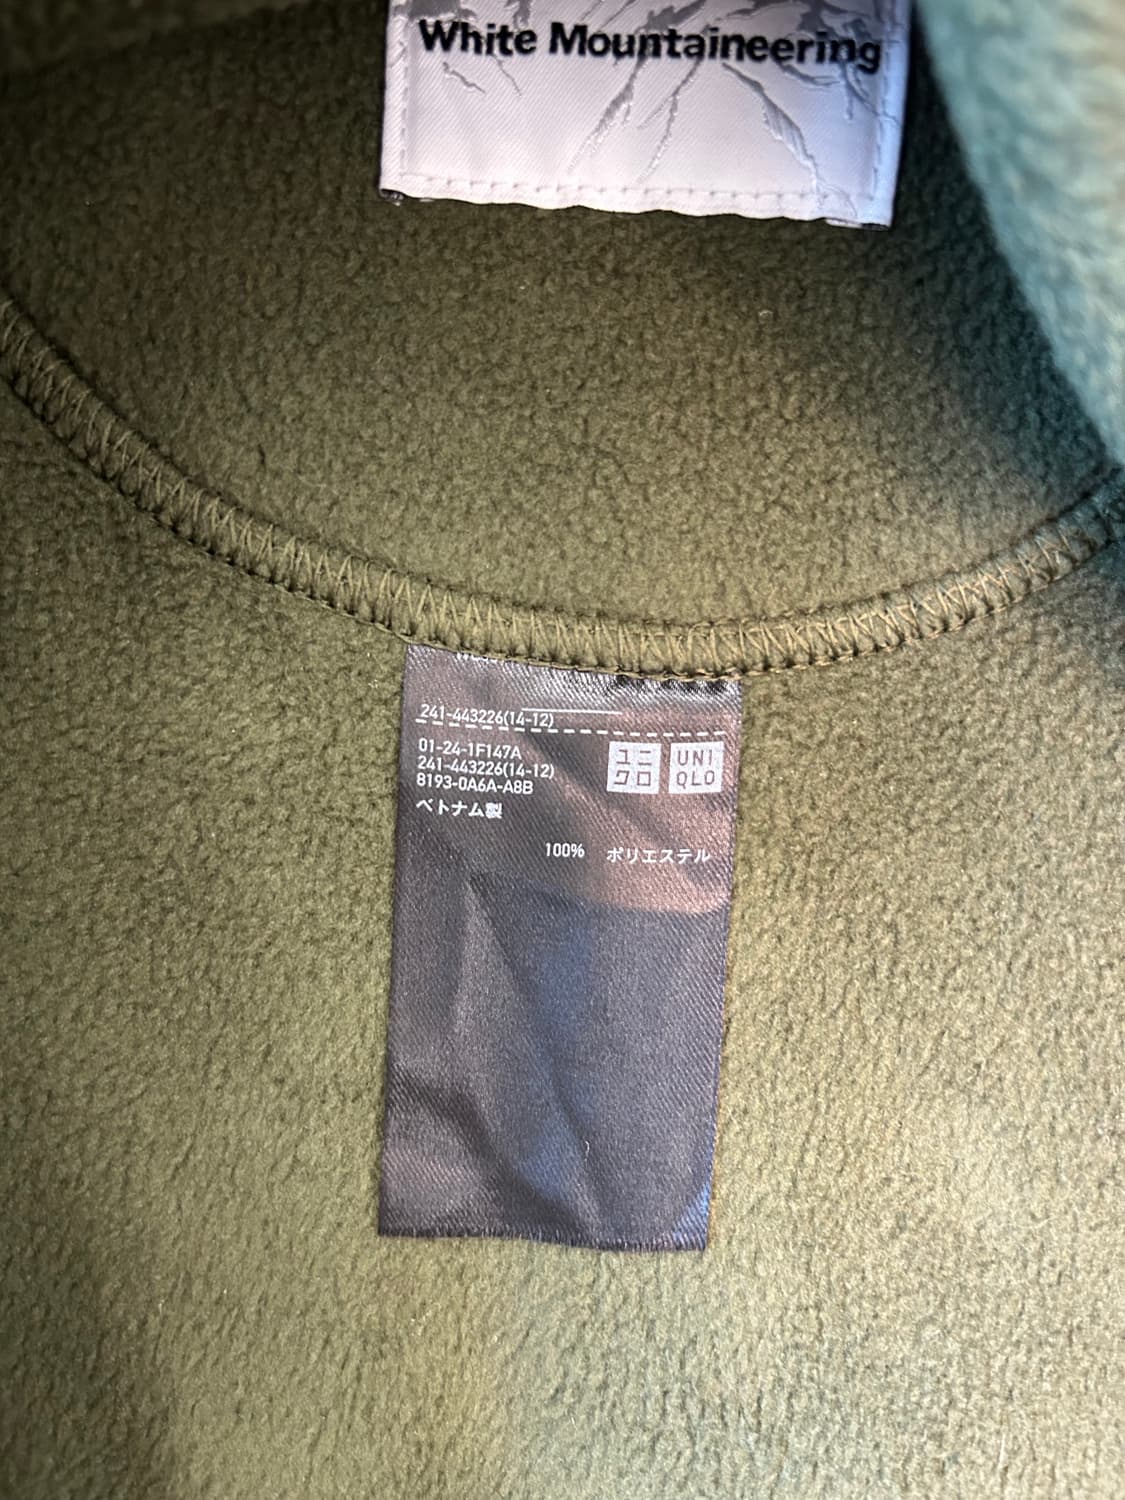 White Mountaineering
241-443226(14-12)
01-24-1F147A
241-443226(14-12)
8193-0A6A-A8B
ベトナム製
ユニ
クロ
UNI
QLO
100% ポリエステル